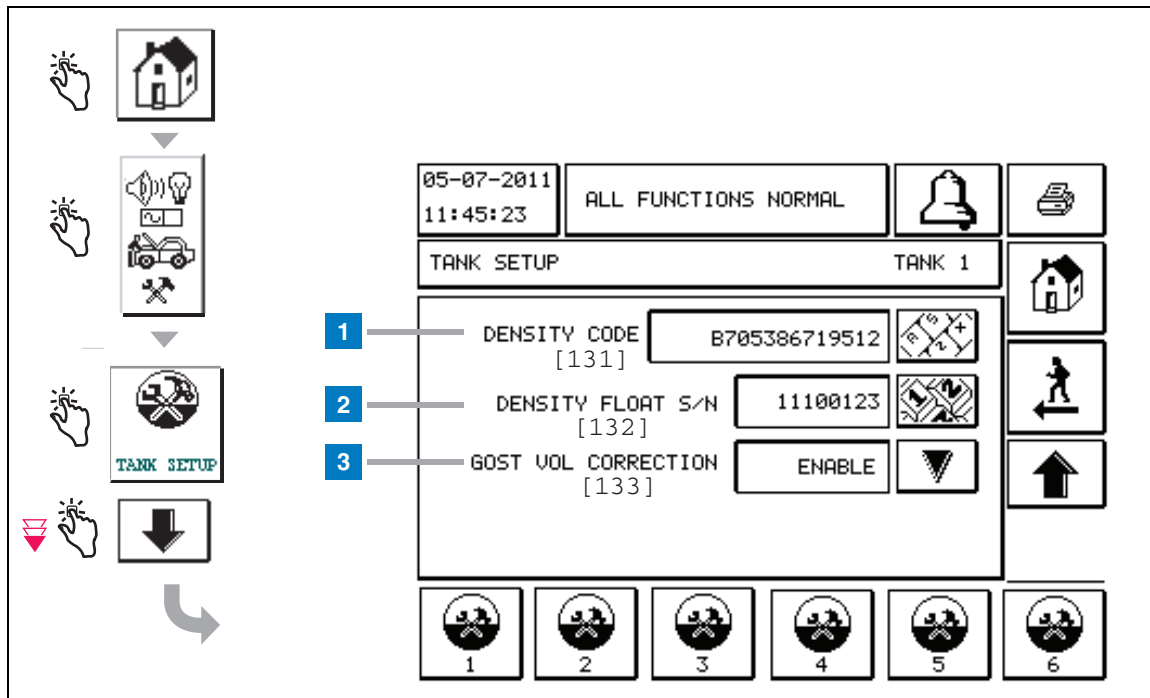 TANK SETUP
05-07-2011
11:45:23
ALL FUNCTIONS NORMAL
TANK SETUP TANK 1
1 DENSITY CODE B705386719512
[131]
2 DENSITY FLOAT S/N 11100123
[132]
3 GOST VOL CORRECTION ENABLE
[133]
1 2 3 4 5 6